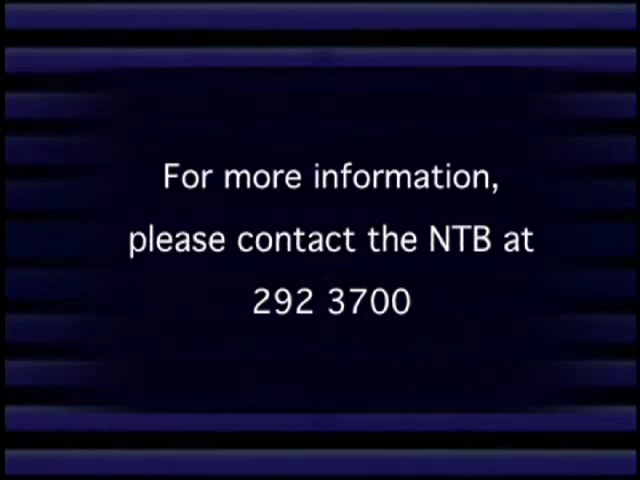 For more information,
please contact the NTB at
292 3700